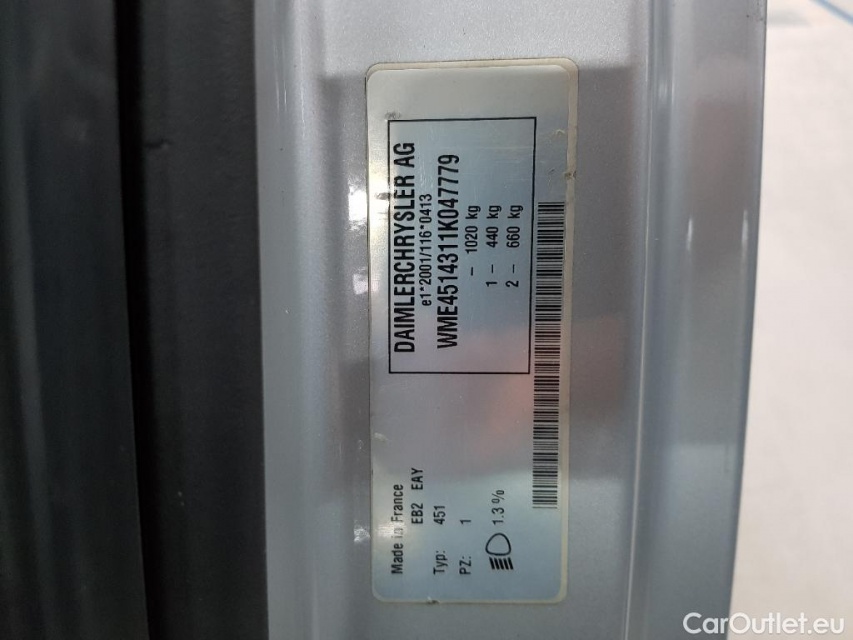 DAIMLERCHRYSLER AG
e1*2001/116*0413
WME4514311K047779
– 1020 kg
1 – 440 kg
2 – 660 kg
Made in France
EB2 EAY
Typ: 451
PZ: 1
1.3 %
CarOutlet.eu